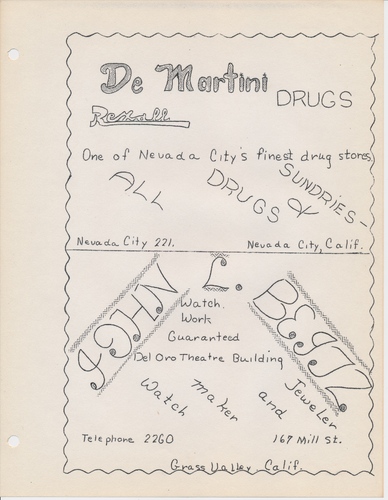 De Martini DRUGS
Rexall
One of Nevada City's finest drug stores,
ALL DRUGS & SUNDRIES-
Nevada City 221. Nevada City, Calif.
JOHN L. BEITZ
Watch
Work
Guaranteed
Del Oro Theatre Building
Watch maker and Jeweler
Telephone 2260 167 Mill St.
Grass Valley, Calif.